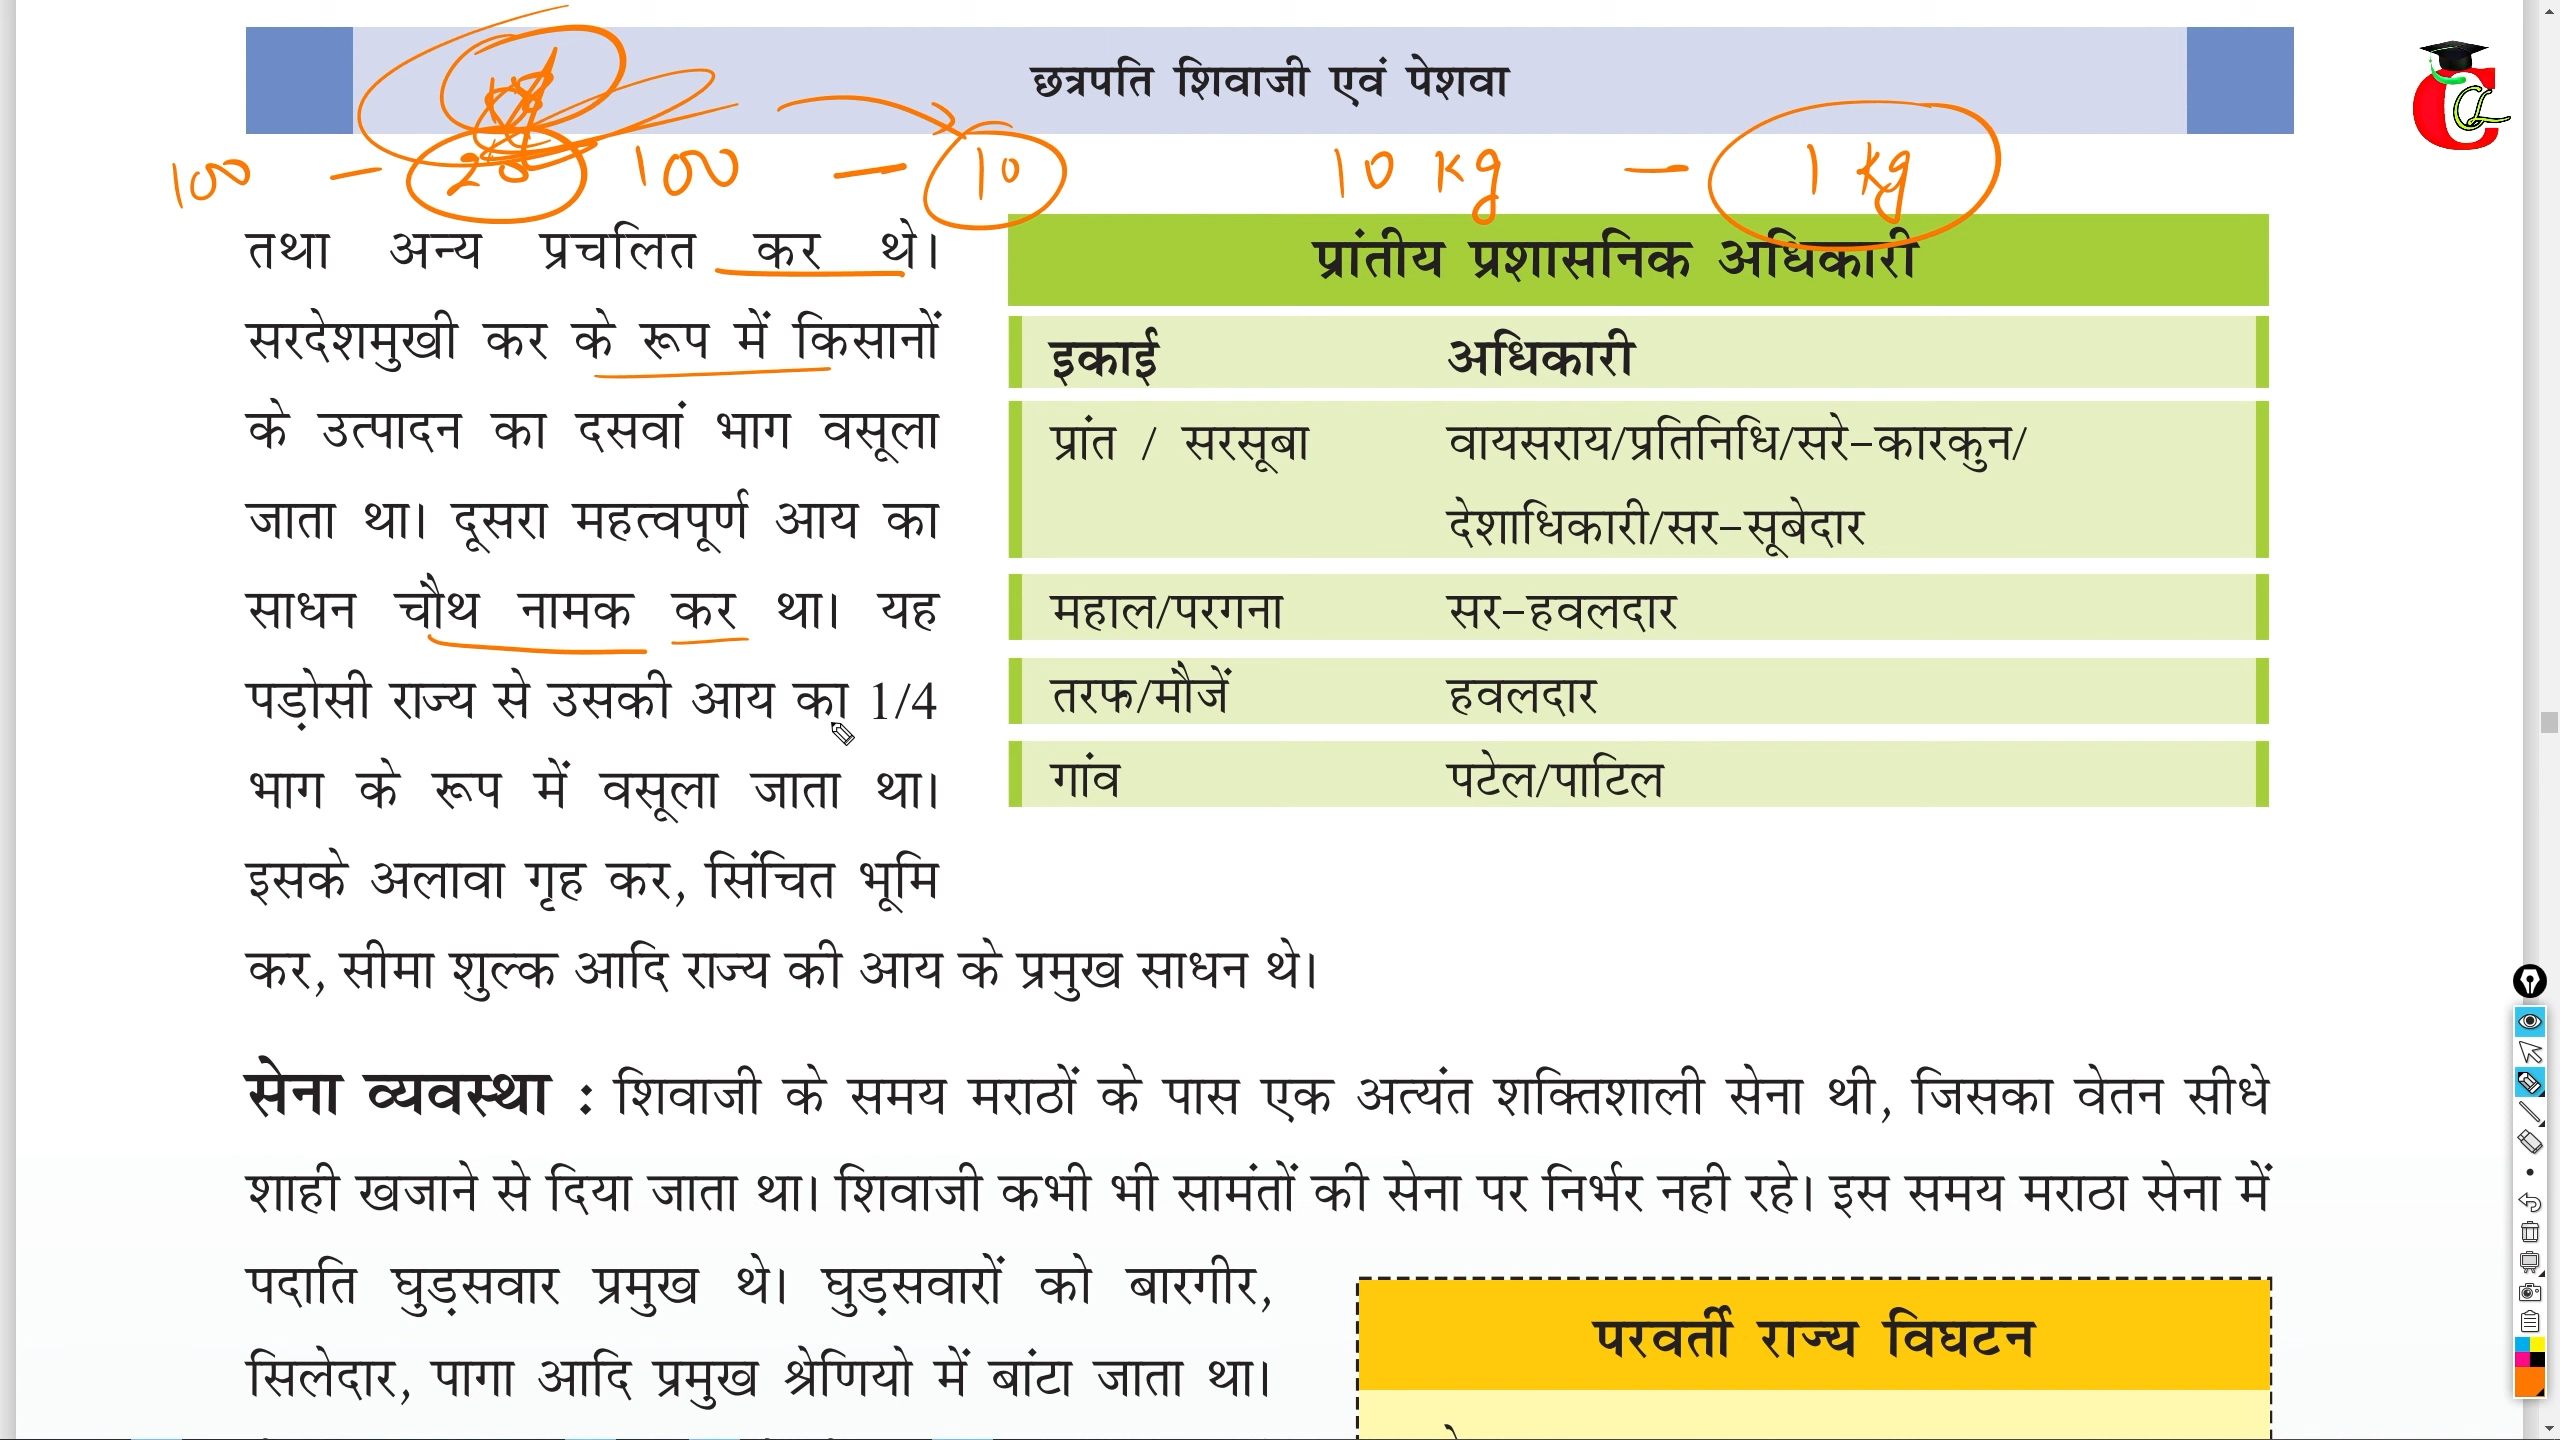 छत्रपति शिवाजी एवं पेशवा
100 – 100 – 10 10 kg – 1 kg
तथा अन्य प्रचलित कर थे।
सरदेशमुखी कर के रूप में किसानों
के उत्पादन का दसवां भाग वसूला
जाता था। दूसरा महत्वपूर्ण आय का
साधन चौथ नामक कर था। यह
पड़ोसी राज्य से उसकी आय का 1/4
भाग के रूप में वसूला जाता था।
इसके अलावा गृह कर, सिंचित भूमि
कर, सीमा शुल्क आदि राज्य की आय के प्रमुख साधन थे।
प्रांतीय प्रशासनिक अधिकारी
इकाई अधिकारी
प्रांत / सरसूबा वायसराय/प्रतिनिधि/सरे-कारकुन/
देशाधिकारी/सर-सूबेदार
महाल/परगना सर-हवलदार
तरफ/मौजें हवलदार
गांव पटेल/पाटिल
सेना व्यवस्था : शिवाजी के समय मराठों के पास एक अत्यंत शक्तिशाली सेना थी, जिसका वेतन सीधे
शाही खजाने से दिया जाता था। शिवाजी कभी भी सामंतों की सेना पर निर्भर नही रहे। इस समय मराठा सेना में
पदाति घुड़सवार प्रमुख थे। घुड़सवारों को बारगीर,
सिलेदार, पागा आदि प्रमुख श्रेणियो में बांटा जाता था।
परवर्ती राज्य विघटन